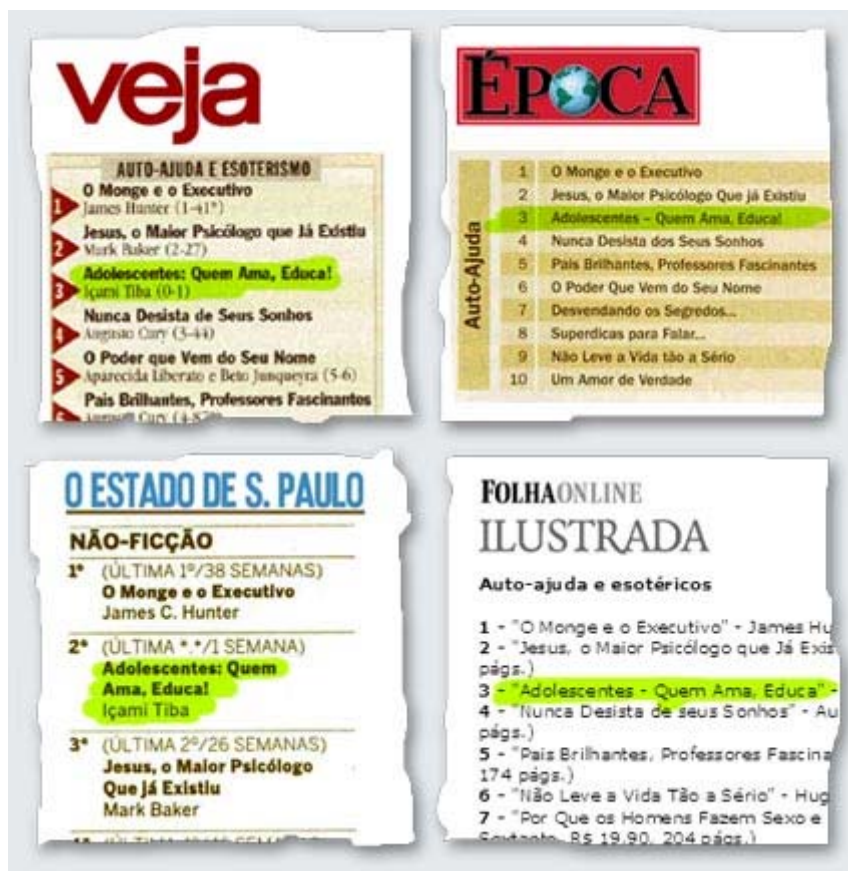 veja
AUTO-AJUDA E ESOTERISMO
1 O Monge e o Executivo
James Hunter (1-41*)
2 Jesus, o Maior Psicólogo que Já Existiu
Mark Baker (2-27)
3 Adolescentes: Quem Ama, Educa!
Içami Tiba (0-1)
4 Nunca Desista de Seus Sonhos
Augusto Cury (3-44)
5 O Poder que Vem do Seu Nome
Aparecida Liberato e Beto Junqueyra (5-6)
6 Pais Brilhantes, Professores Fascinantes
Augusto Cury
ÉPOCA
Auto-Ajuda
1 O Monge e o Executivo
2 Jesus, o Maior Psicólogo Que já Existiu
3 Adolescentes – Quem Ama, Educa!
4 Nunca Desista dos Seus Sonhos
5 Pais Brilhantes, Professores Fascinantes
6 O Poder Que Vem do Seu Nome
7 Desvendando os Segredos...
8 Superdicas para Falar...
9 Não Leve a Vida tão a Sério
10 Um Amor de Verdade
O ESTADO DE S. PAULO
NÃO-FICÇÃO
1º (ÚLTIMA 1º/38 SEMANAS)
O Monge e o Executivo
James C. Hunter
2º (ÚLTIMA *.*/1 SEMANA)
Adolescentes: Quem
Ama, Educa!
Içami Tiba
3º (ÚLTIMA 2º/26 SEMANAS)
Jesus, o Maior Psicólogo
Que já Existiu
Mark Baker
FOLHAONLINE
ILUSTRADA
Auto-ajuda e esotéricos
1 - "O Monge e o Executivo" - James Hu
2 - "Jesus, o Maior Psicólogo que Já Exis
págs.)
3 - "Adolescentes - Quem Ama, Educa" -
4 - "Nunca Desista de seus Sonhos" - Au
págs.)
5 - "Pais Brilhantes, Professores Fascina
174 págs.)
6 - "Não Leve a Vida Tão a Sério" - Hug
7 - "Por Que os Homens Fazem Sexo e
Sextante, R$ 19,90, 204 págs.)